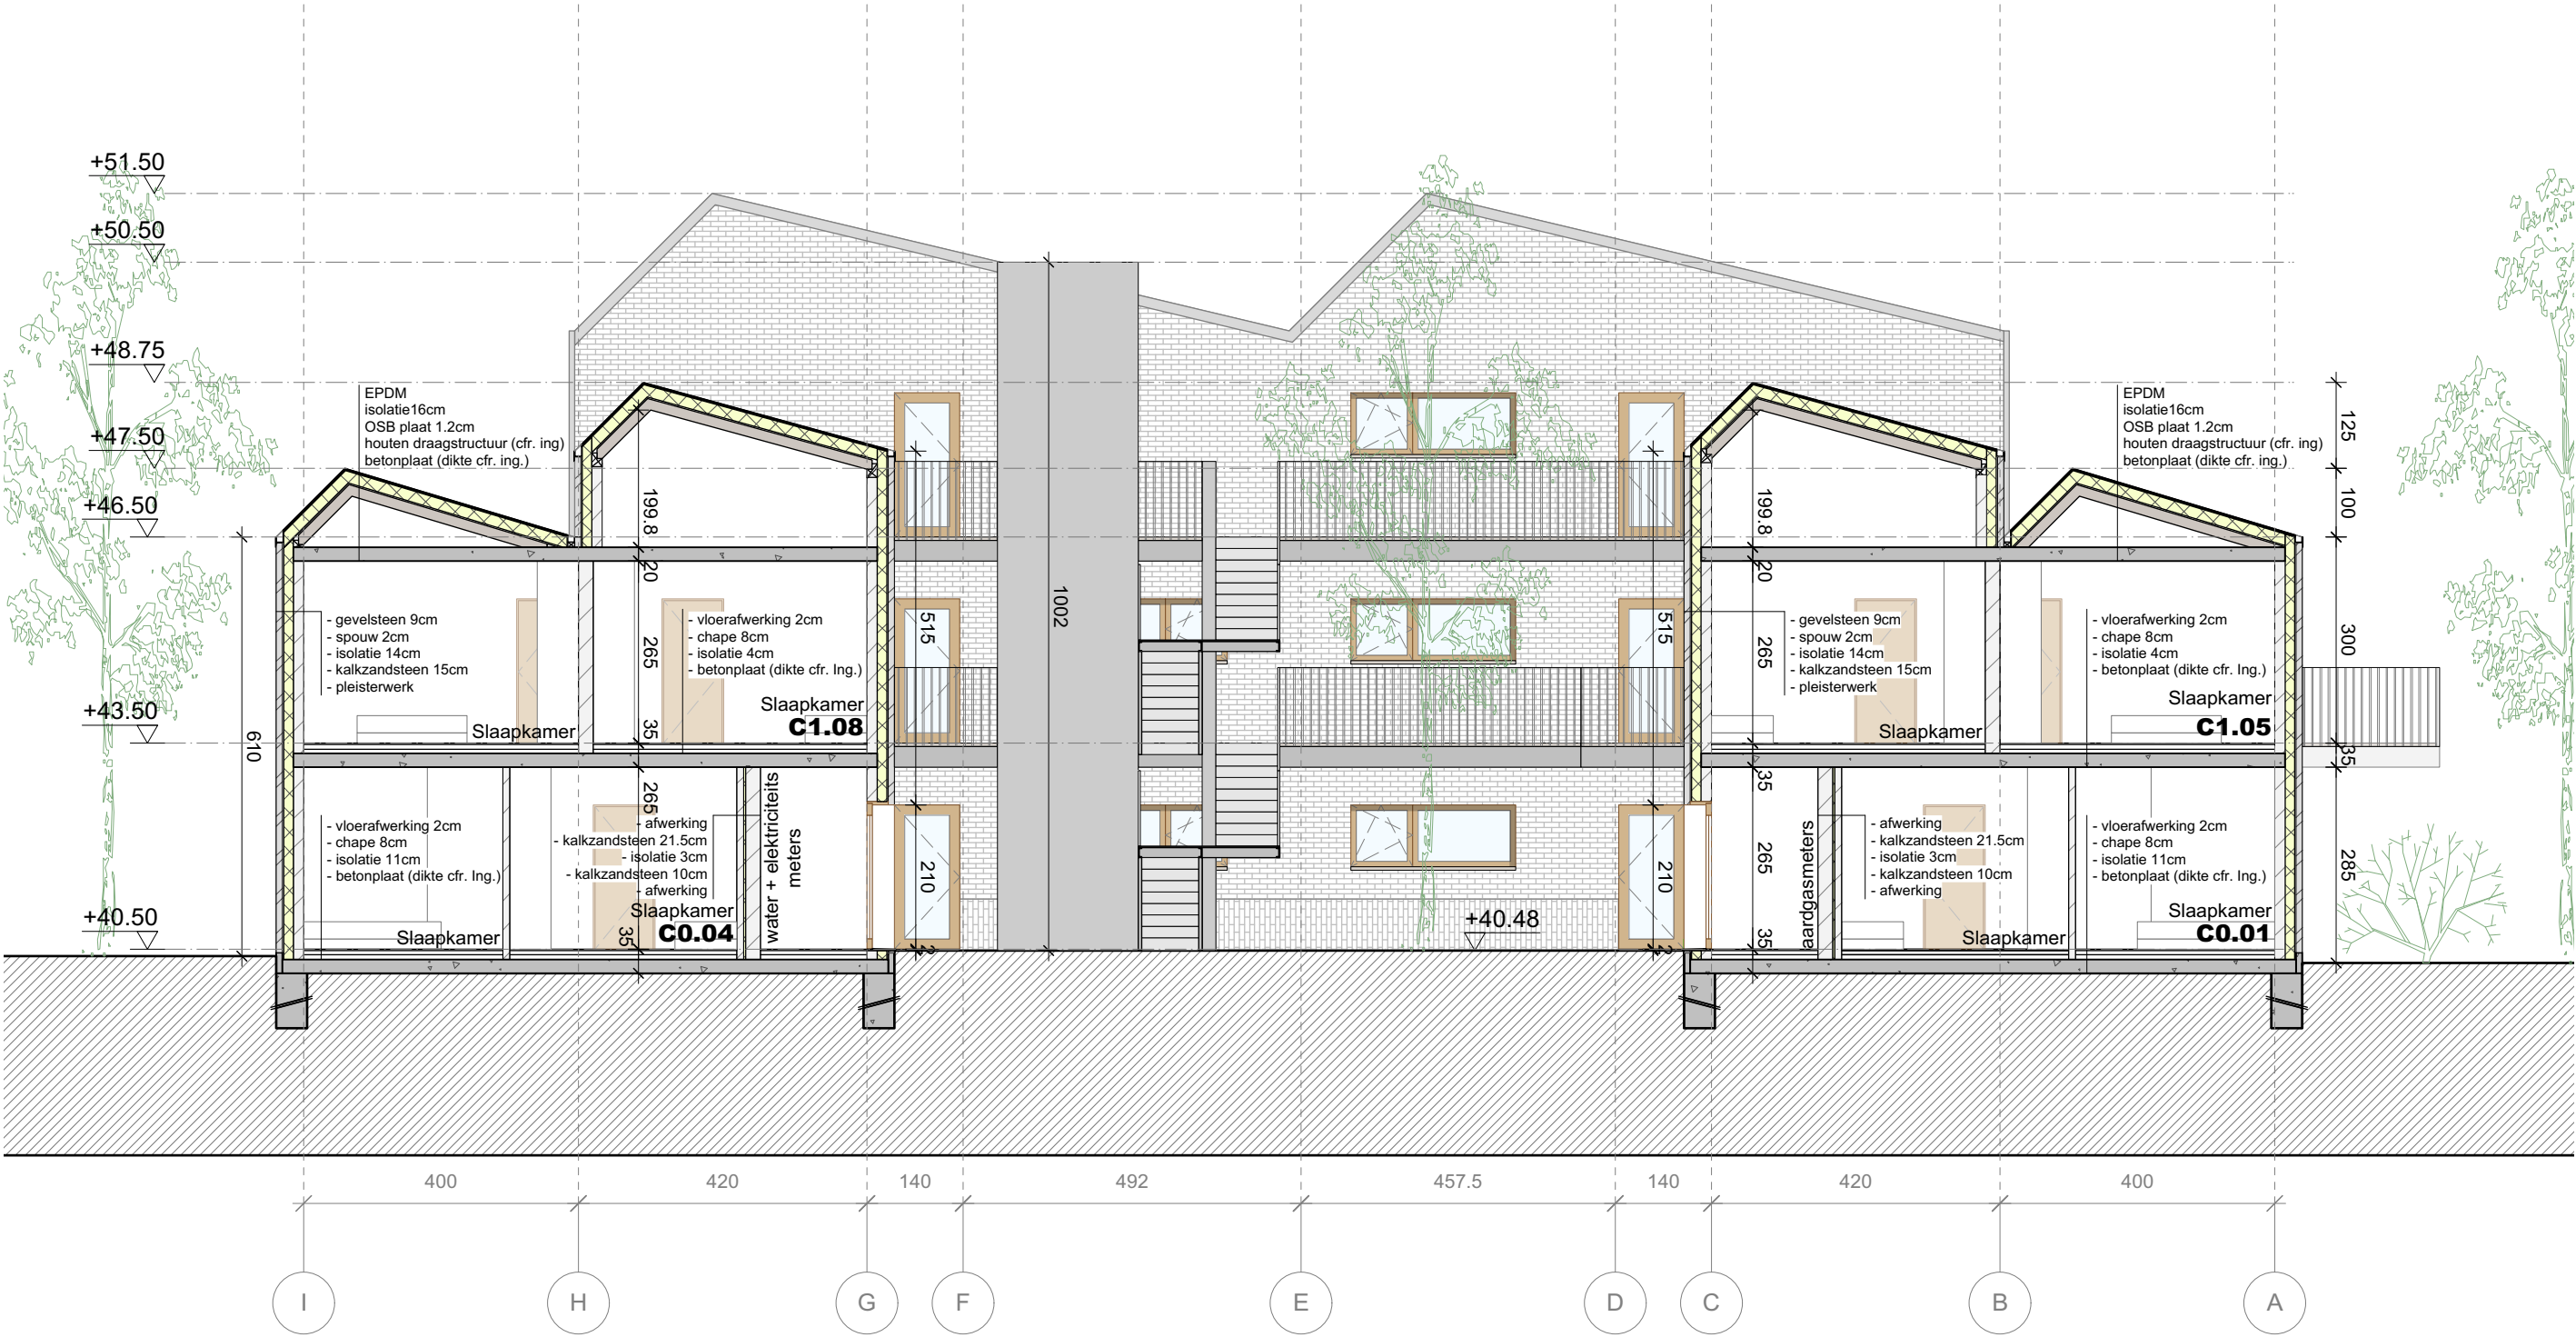 +51.50
+50.50
+48.75
+47.50
+46.50
+43.50
+40.50
610
EPDM
isolatie16cm
OSB plaat 1.2cm
houten draagstructuur (cfr. ing)
betonplaat (dikte cfr. ing.)
- gevelsteen 9cm
- spouw 2cm
- isolatie 14cm
- kalkzandsteen 15cm
- pleisterwerk
Slaapkamer
199.8
20
265
35
- vloerafwerking 2cm
- chape 8cm
- isolatie 4cm
- betonplaat (dikte cfr. Ing.)
Slaapkamer
C1.08
- vloerafwerking 2cm
- chape 8cm
- isolatie 11cm
- betonplaat (dikte cfr. Ing.)
Slaapkamer
265
35
- afwerking
- kalkzandsteen 21.5cm
- isolatie 3cm
- kalkzandsteen 10cm
- afwerking
Slaapkamer
C0.04
water + elektriciteits
meters
515
210
2
1002
+40.48
515
210
2
EPDM
isolatie16cm
OSB plaat 1.2cm
houten draagstructuur (cfr. ing)
betonplaat (dikte cfr. ing.)
199.8
20
265
35
265
35
- gevelsteen 9cm
- spouw 2cm
- isolatie 14cm
- kalkzandsteen 15cm
- pleisterwerk
Slaapkamer
- vloerafwerking 2cm
- chape 8cm
- isolatie 4cm
- betonplaat (dikte cfr. Ing.)
Slaapkamer
C1.05
aardgasmeters
- afwerking
- kalkzandsteen 21.5cm
- isolatie 3cm
- kalkzandsteen 10cm
- afwerking
Slaapkamer
- vloerafwerking 2cm
- chape 8cm
- isolatie 11cm
- betonplaat (dikte cfr. Ing.)
Slaapkamer
C0.01
125
100
300
35
285
400 420 140 492 457.5 140 420 400
I H G F E D C B A